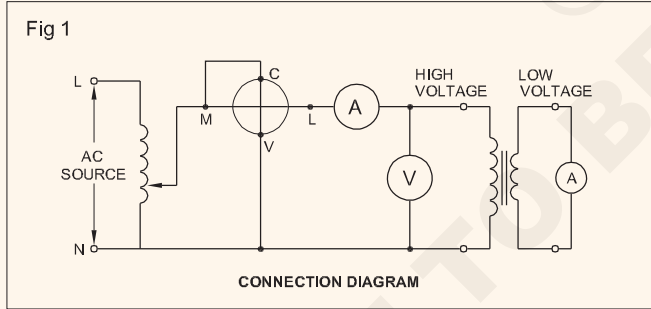 Fig 1
L
AC
SOURCE
N
M
C
V
L
A
V
HIGH
VOLTAGE
LOW
VOLTAGE
A
CONNECTION DIAGRAM